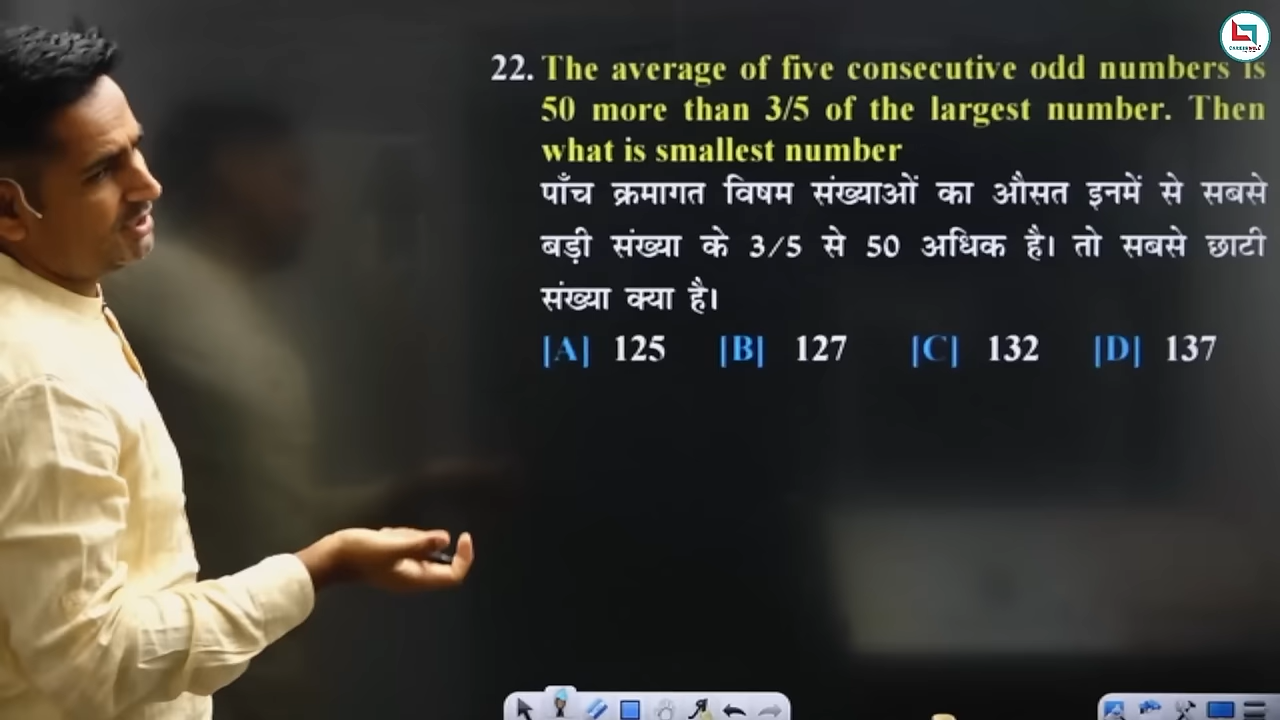 22. The average of five consecutive odd numbers is
50 more than 3/5 of the largest number. Then
what is smallest number
पाँच क्रमागत विषम संख्याओं का औसत इनमें से सबसे
बड़ी संख्या के 3/5 से 50 अधिक है। तो सबसे छाटी
संख्या क्या है।
[A] 125 [B] 127 [C] 132 [D] 137